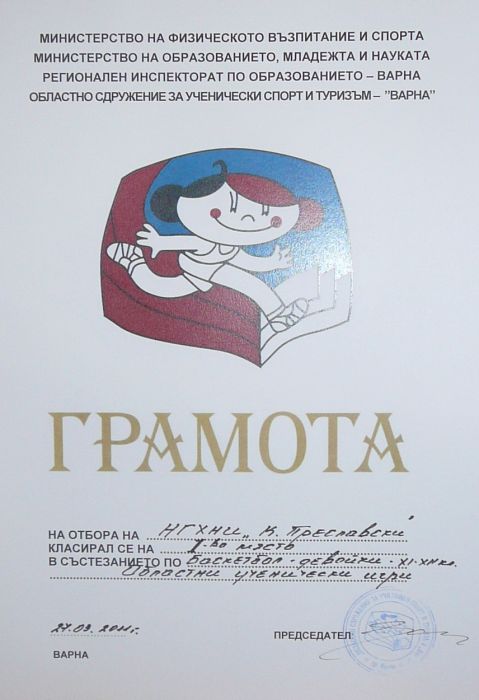 МИНИСТЕРСТВО НА ФИЗИЧЕСКОТО ВЪЗПИТАНИЕ И СПОРТА
МИНИСТЕРСТВО НА ОБРАЗОВАНИЕТО, МЛАДЕЖТА И НАУКАТА
РЕГИОНАЛЕН ИНСПЕКТОРАТ ПО ОБРАЗОВАНИЕТО – ВАРНА
ОБЛАСТНО СДРУЖЕНИЕ ЗА УЧЕНИЧЕСКИ СПОРТ И ТУРИЗЪМ – "ВАРНА"
ГРАМОТА
НА ОТБОРА НА НГХНИ „К. Преславски"
КЛАСИРАЛ СЕ НА I-во място
В СЪСТЕЗАНИЕТО ПО Баскетбол - девойки - XI-XII кл.
Областни ученически игри
27.03. 2011г.
ПРЕДСЕДАТЕЛ:
ВАРНА